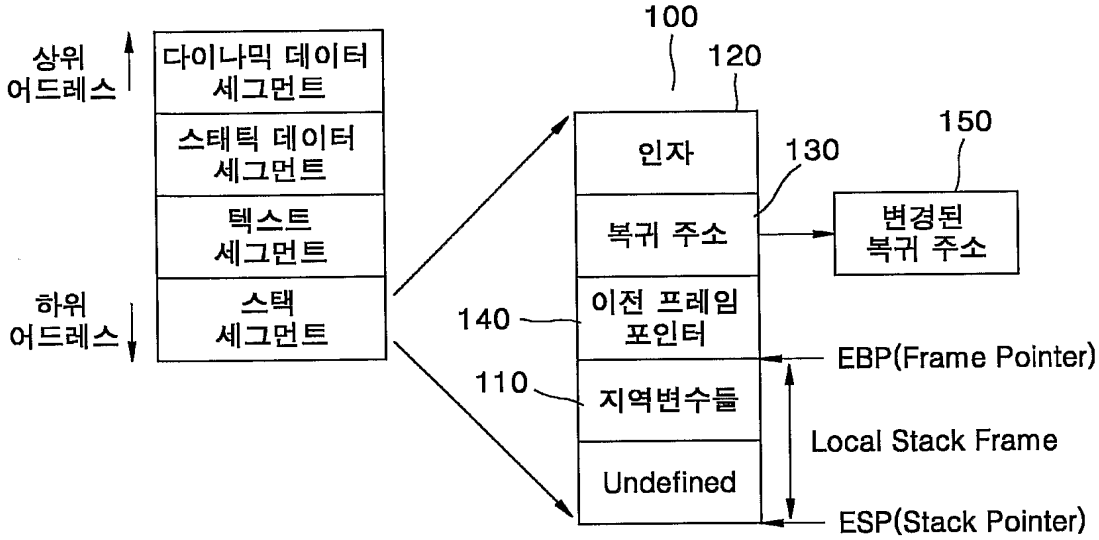 상위
어드레스
다이나믹 데이터
세그먼트
스태틱 데이터
세그먼트
텍스트
세그먼트
하위
어드레스
스택
세그먼트
100
120
인자
130
복귀 주소
150
변경된
복귀 주소
140
이전 프레임
포인터
EBP(Frame Pointer)
110
지역변수들
Local Stack Frame
Undefined
ESP(Stack Pointer)